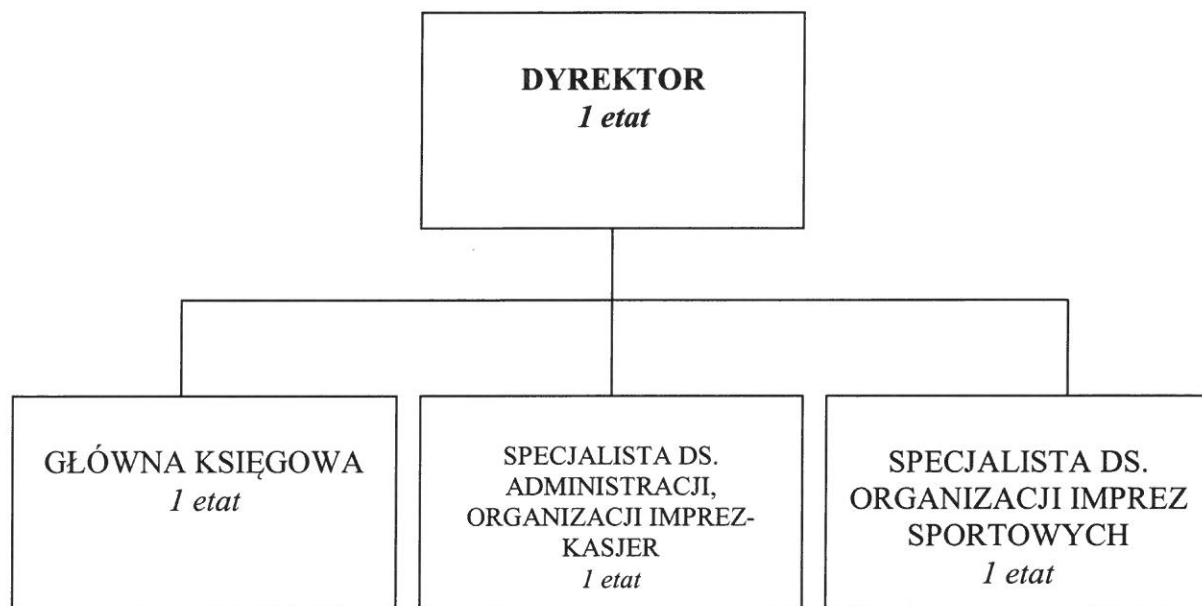 DYREKTOR
1 etat
GŁÓWNA KSIĘGOWA
1 etat
SPECJALISTA DS.
ADMINISTRACJI,
ORGANIZACJI IMPREZ-
KASJER
1 etat
SPECJALISTA DS.
ORGANIZACJI IMPREZ
SPORTOWYCH
1 etat